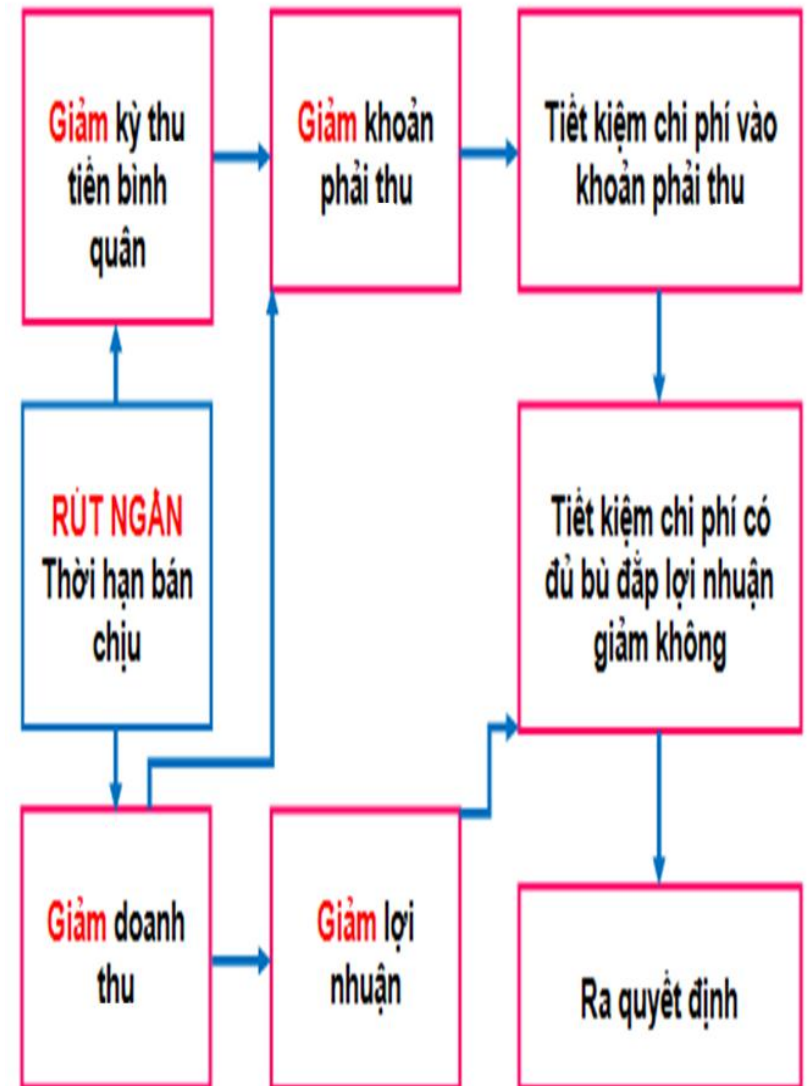 Giảm kỳ thu
tiền bình
quân
Giảm khoản
phải thu
Tiết kiệm chi phí vào
khoản phải thu
RÚT NGẮN
Thời hạn bán
chịu
Tiết kiệm chi phí có
đủ bù đắp lợi nhuận
giảm không
Giảm doanh
thu
Giảm lợi
nhuận
Ra quyết định